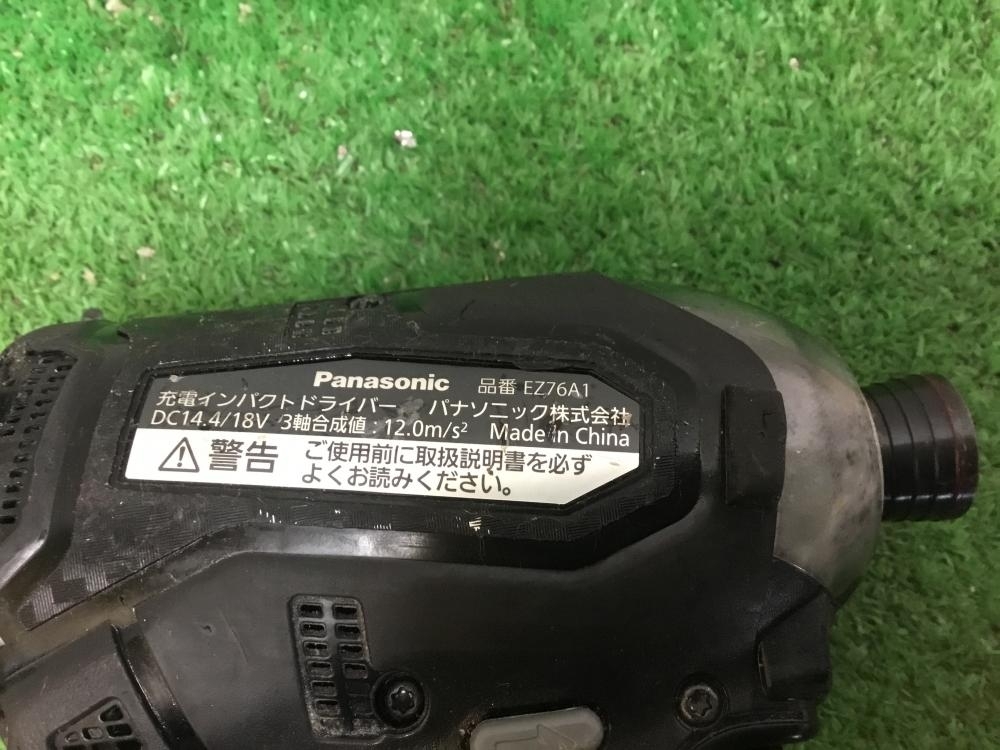 Panasonic 品番 EZ76A1
充電インパクトドライバー パナソニック株式会社
DC14.4/18V 3軸合成値:12.0m/s² Made in China
警告 ご使用前に取扱説明書を必ず
よくお読みください。